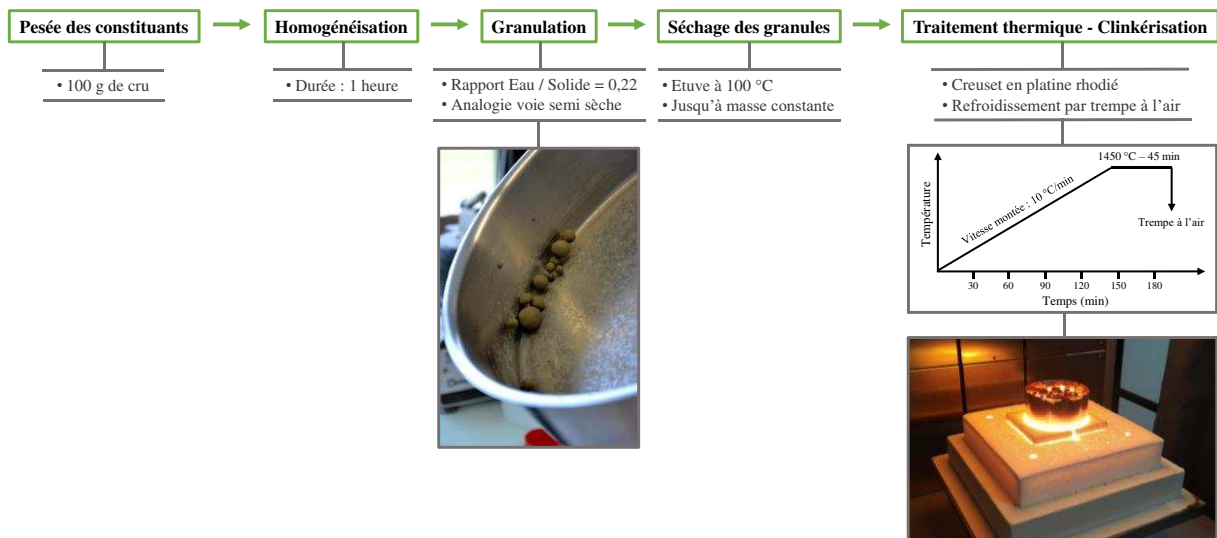 Pesée des constituants
Homogénéisation
Granulation
Séchage des granules
Traitement thermique - Clinkérisation
• 100 g de cru
• Durée : 1 heure
• Rapport Eau / Solide = 0,22
• Analogie voie semi sèche
• Etuve à 100 °C
• Jusqu'à masse constante
• Creuset en platine rhodié
• Refroidissement par trempe à l'air
1450 °C – 45 min
Température
Vitesse montée : 10 °C/min
Trempe à l'air
30 60 90 120 150 180
Temps (min)